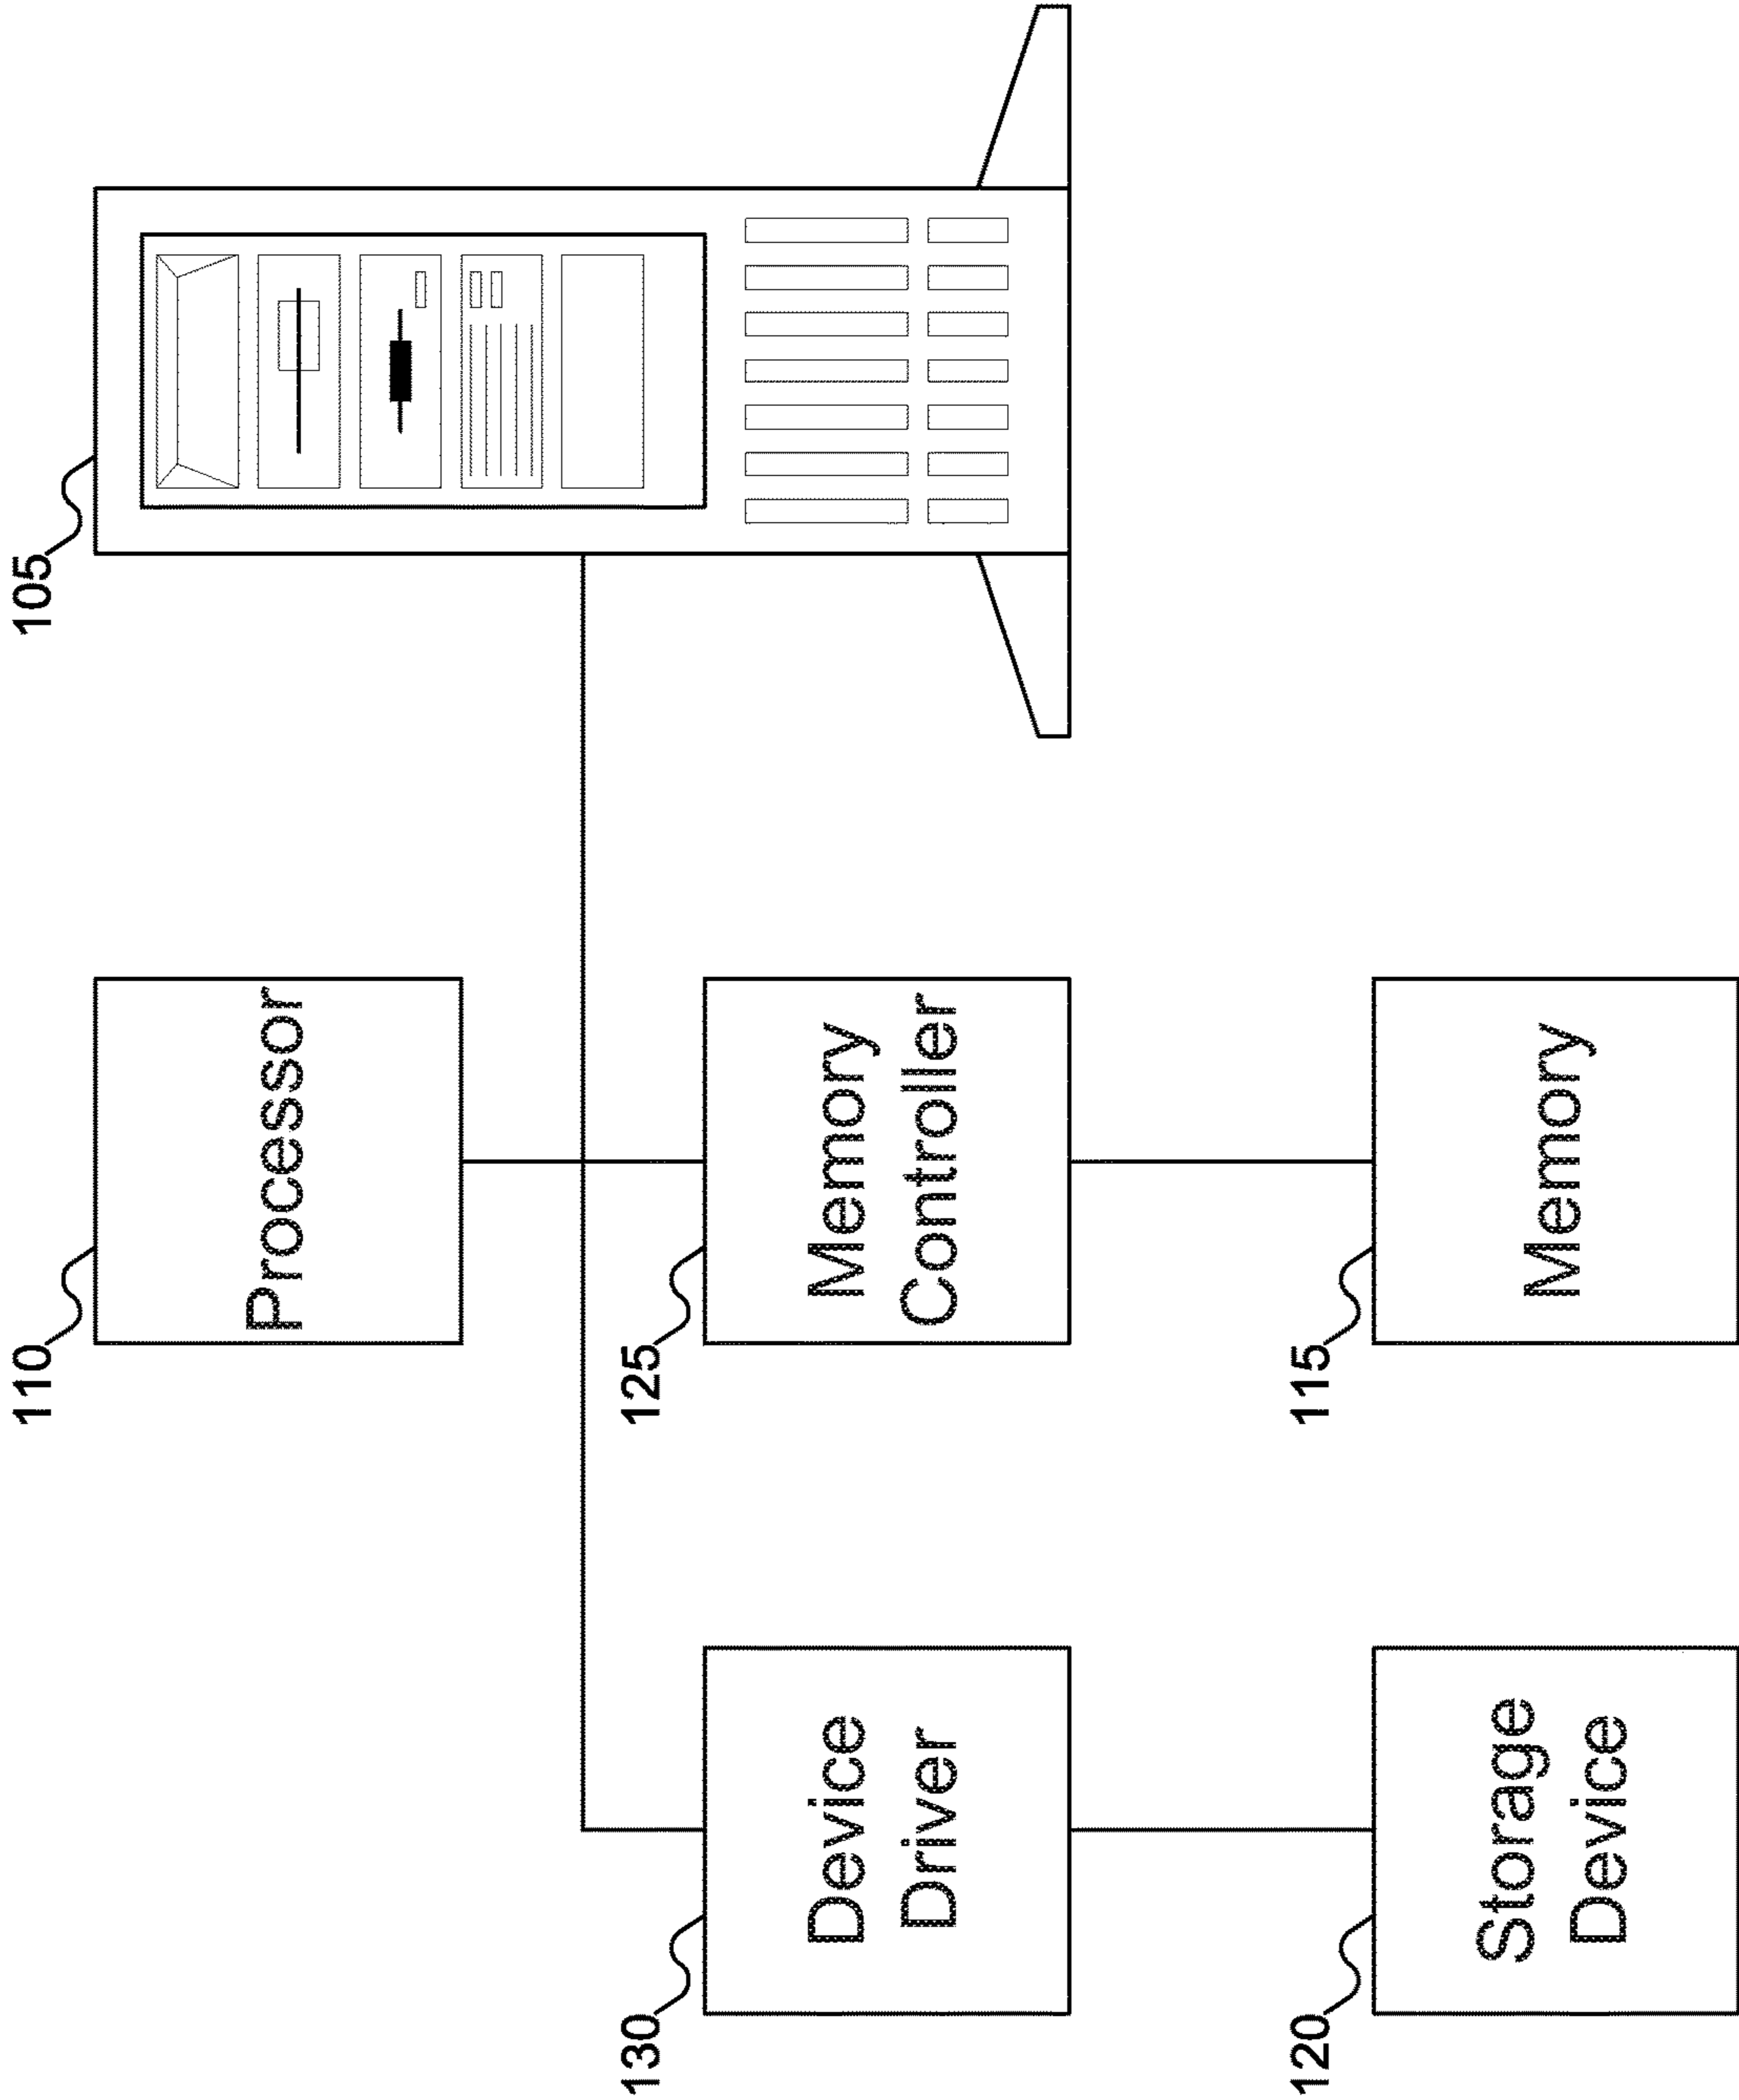 110
105
Processor
130
125
Device
Driver
Memory
Controller
120
115
Storage
Device
Memory